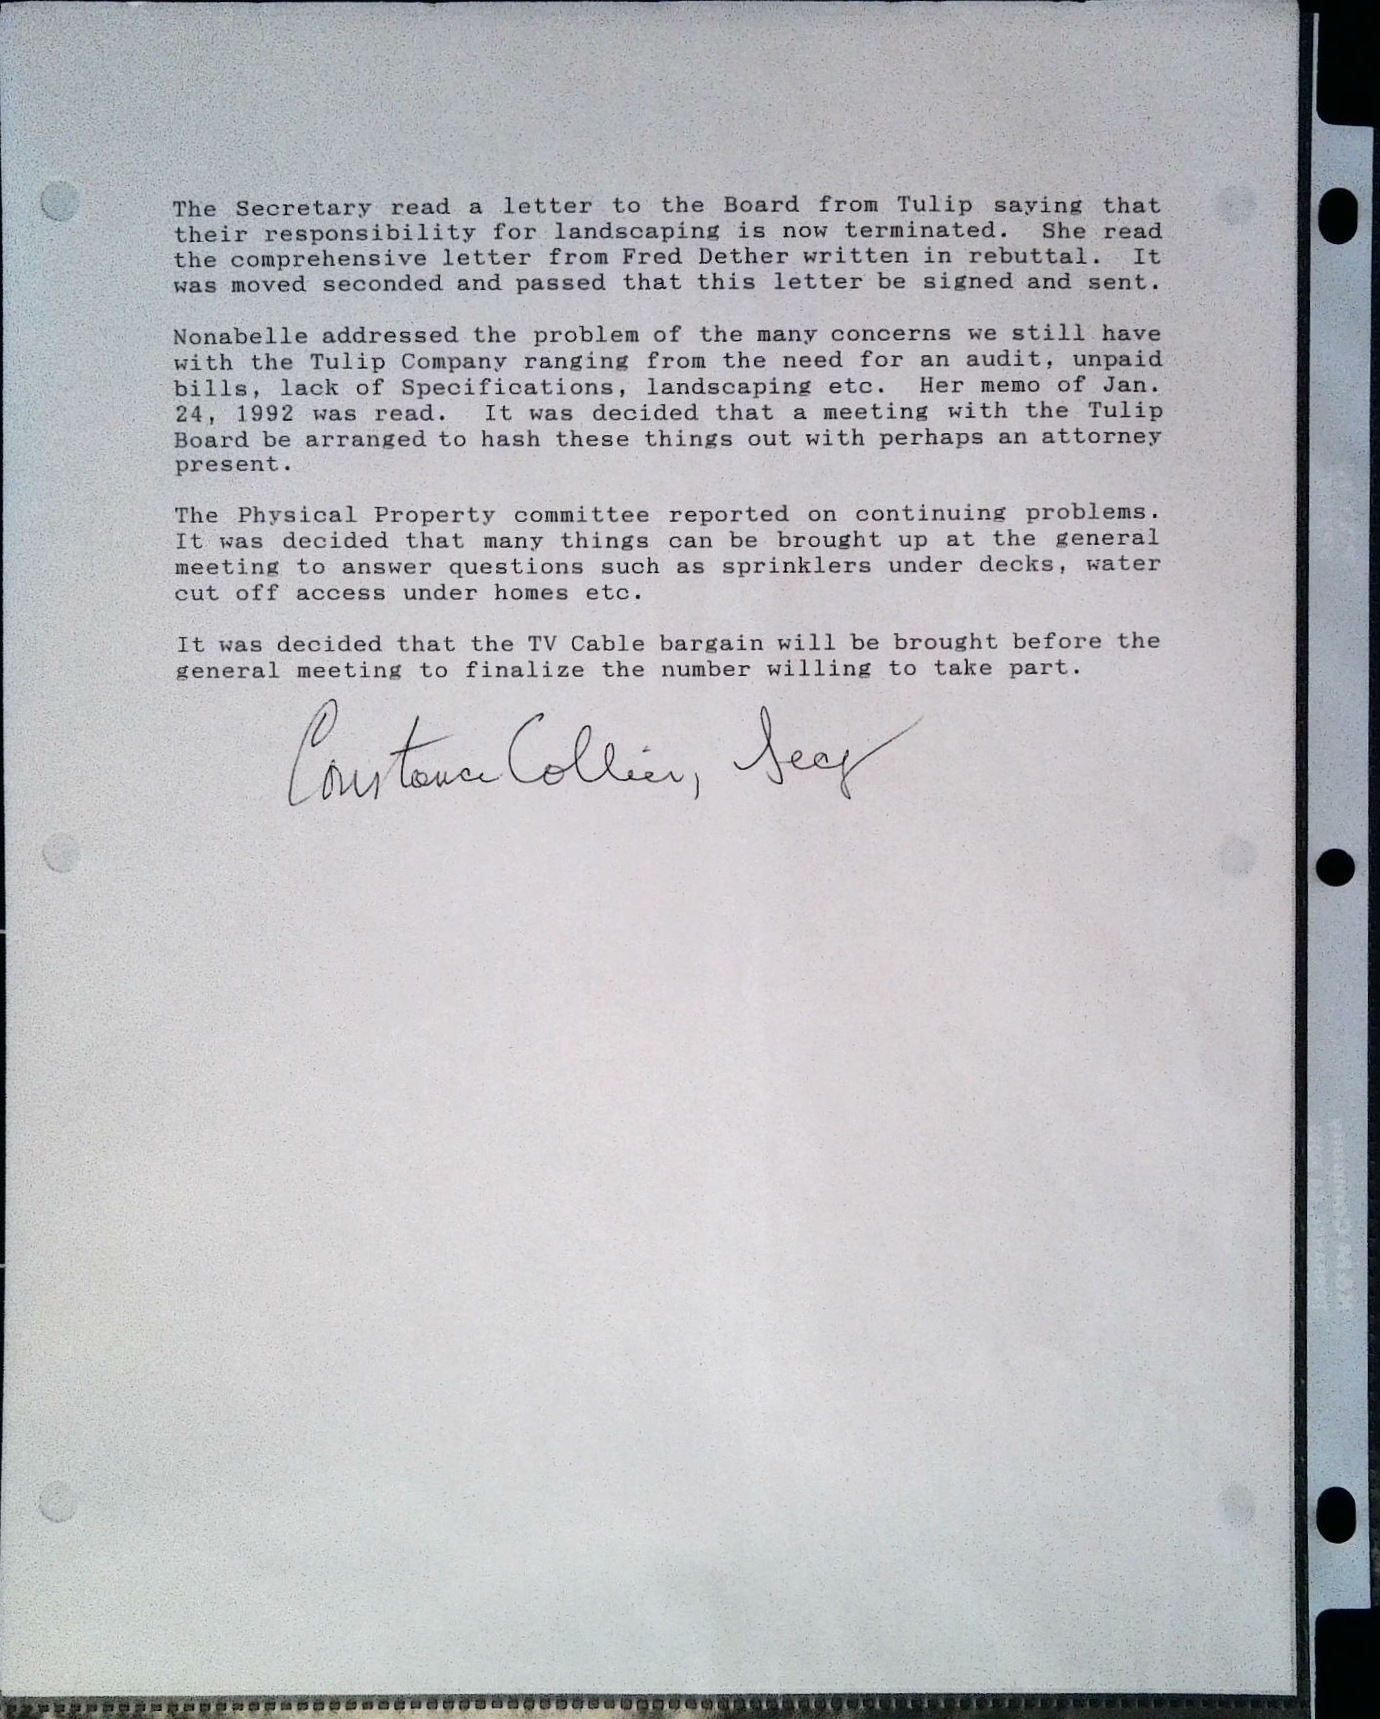 The Secretary read a letter to the Board from Tulip saying that
their responsibility for landscaping is now terminated. She read
the comprehensive letter from Fred Dether written in rebuttal. It
was moved seconded and passed that this letter be signed and sent.
Nonabelle addressed the problem of the many concerns we still have
with the Tulip Company ranging from the need for an audit, unpaid
bills, lack of Specifications, landscaping etc. Her memo of Jan.
24, 1992 was read. It was decided that a meeting with the Tulip
Board be arranged to hash these things out with perhaps an attorney
present.
The Physical Property committee reported on continuing problems.
It was decided that many things can be brought up at the general
meeting to answer questions such as sprinklers under decks, water
cut off access under homes etc.
It was decided that the TV Cable bargain will be brought before the
general meeting to finalize the number willing to take part.
Constance Collier, Secy